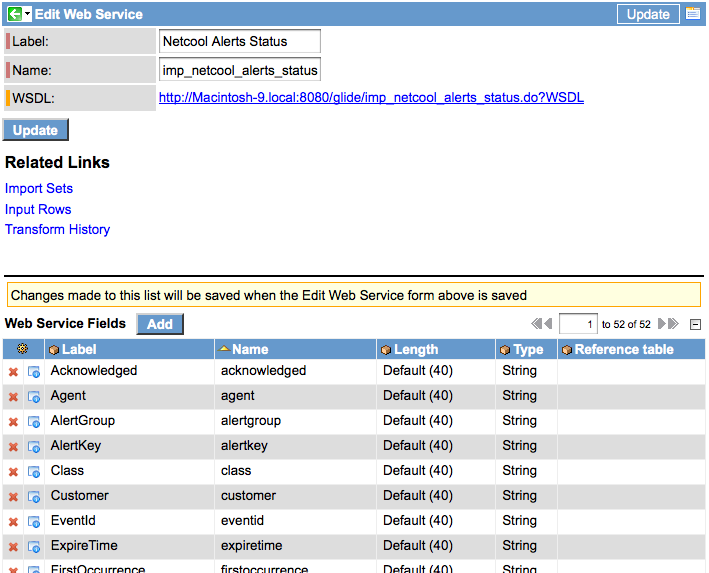 Edit Web Service Update
Label: Netcool Alerts Status
Name: imp_netcool_alerts_status
WSDL: http://Macintosh-9.local:8080/glide/imp_netcool_alerts_status.do?WSDL
Update
Related Links
Import Sets
Input Rows
Transform History
Changes made to this list will be saved when the Edit Web Service form above is saved
Web Service Fields Add 1 to 52 of 52
Label Name Length Type Reference table
Acknowledged acknowledged Default (40) String
Agent agent Default (40) String
AlertGroup alertgroup Default (40) String
AlertKey alertkey Default (40) String
Class class Default (40) String
Customer customer Default (40) String
EventId eventid Default (40) String
ExpireTime expiretime Default (40) String
FirstOccurrence firstoccurrence Default (40) String